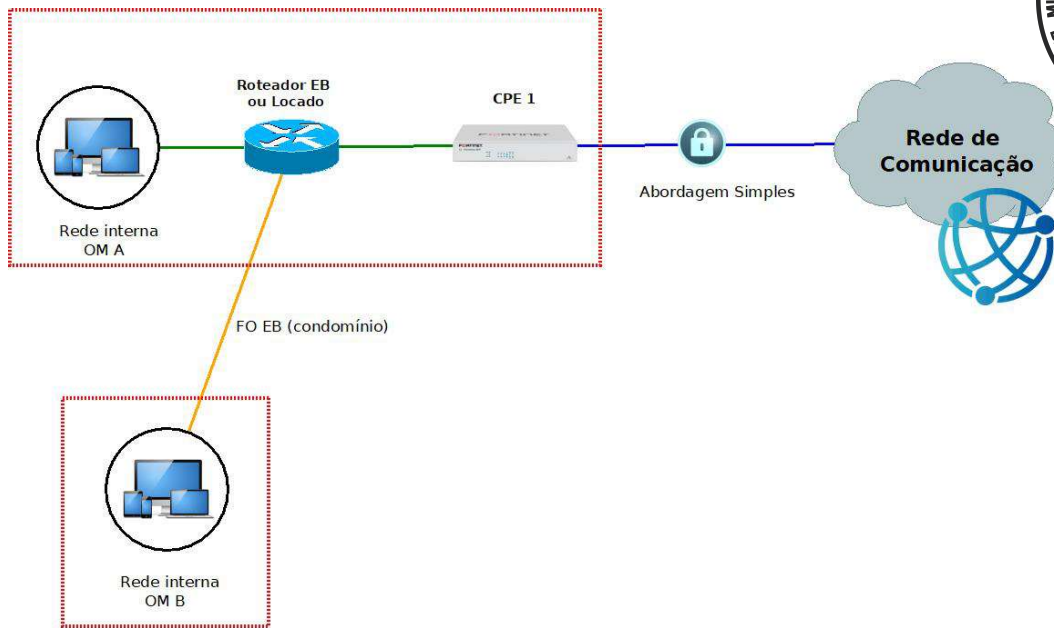 Roteador EB
ou Locado
CPE 1
FORTINET
Rede de
Comunicação
Abordagem Simples
Rede interna
OM A
FO EB (condomínio)
Rede interna
OM B